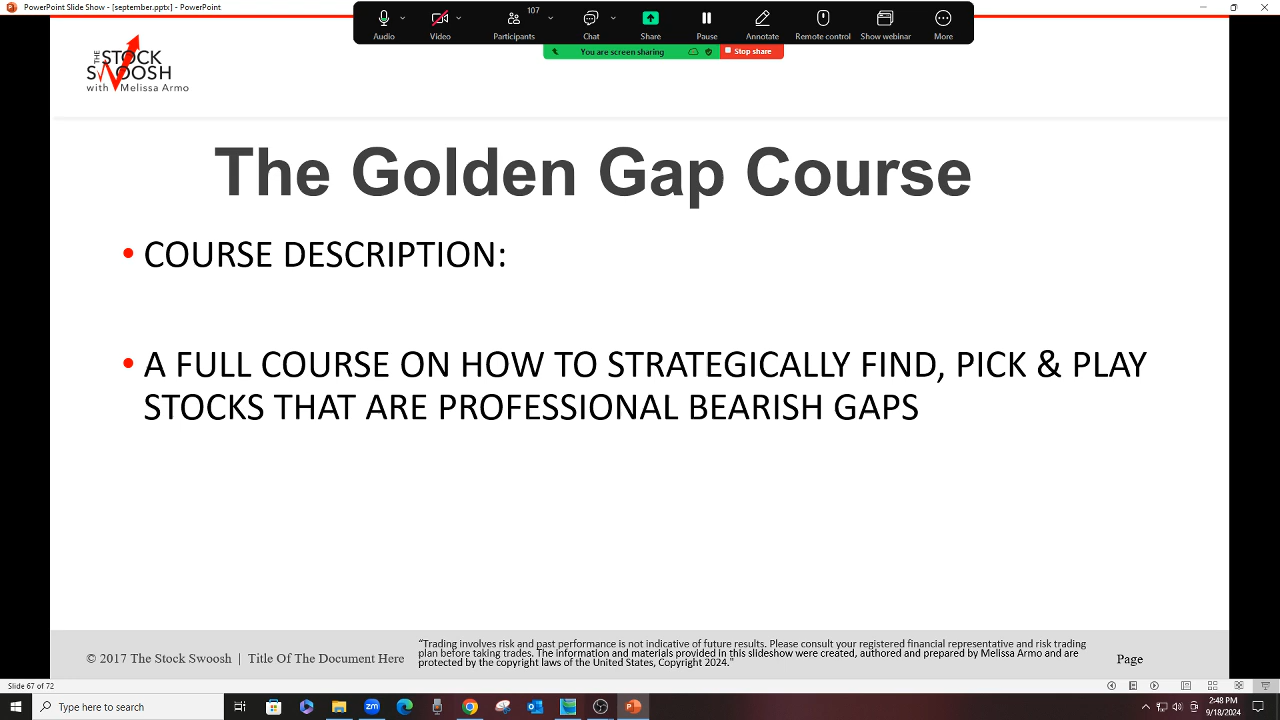 PowerPoint Slide Show - [september.pptx] - PowerPoint
107
Audio
Video
Participants
Chat
Share
Pause
Annotate
Remote control
Show webinar
More
You are screen sharing
Stop share
THE STOCK
SWOOSH
with Melissa Armo
The Golden Gap Course
• COURSE DESCRIPTION:
• A FULL COURSE ON HOW TO STRATEGICALLY FIND, PICK & PLAY
STOCKS THAT ARE PROFESSIONAL BEARISH GAPS
© 2017 The Stock Swoosh | Title Of The Document Here
"Trading involves risk and past performance is not indicative of future results. Please consult your registered financial representative and risk trading
plan before taking trades. The information and materials provided in this slideshow were created, authored and prepared by Melissa Armo and are
protected by the copyright laws of the United States, Copyright 2024."
Page
Slide 67 of 72
Type here to search
2:48 PM
9/18/2024